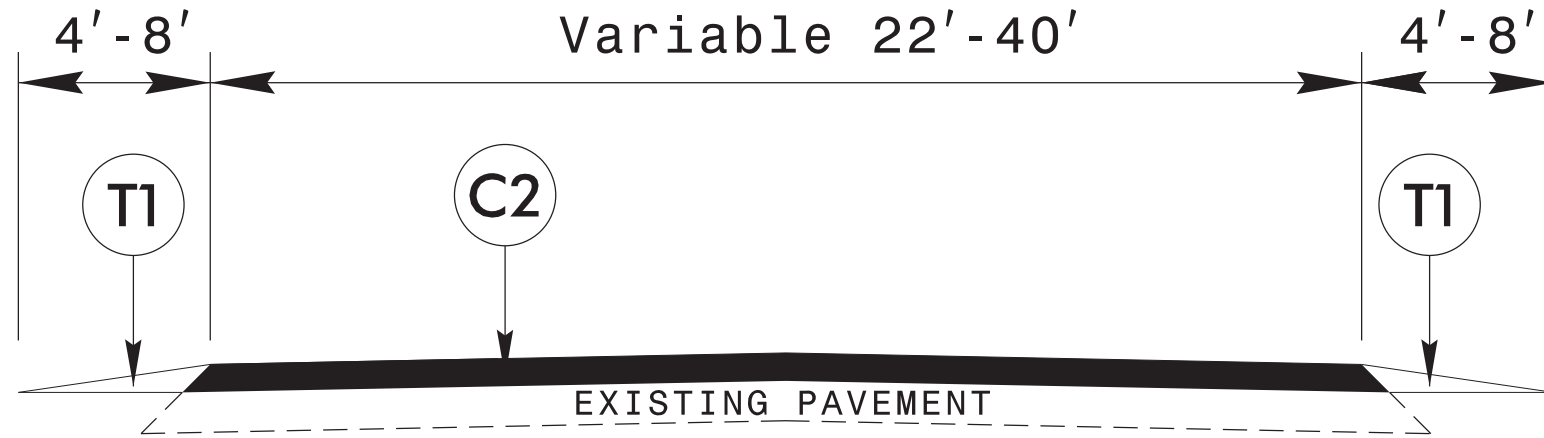 4'-8' Variable 22'-40' 4'-8'
T1 C2 T1
EXISTING PAVEMENT